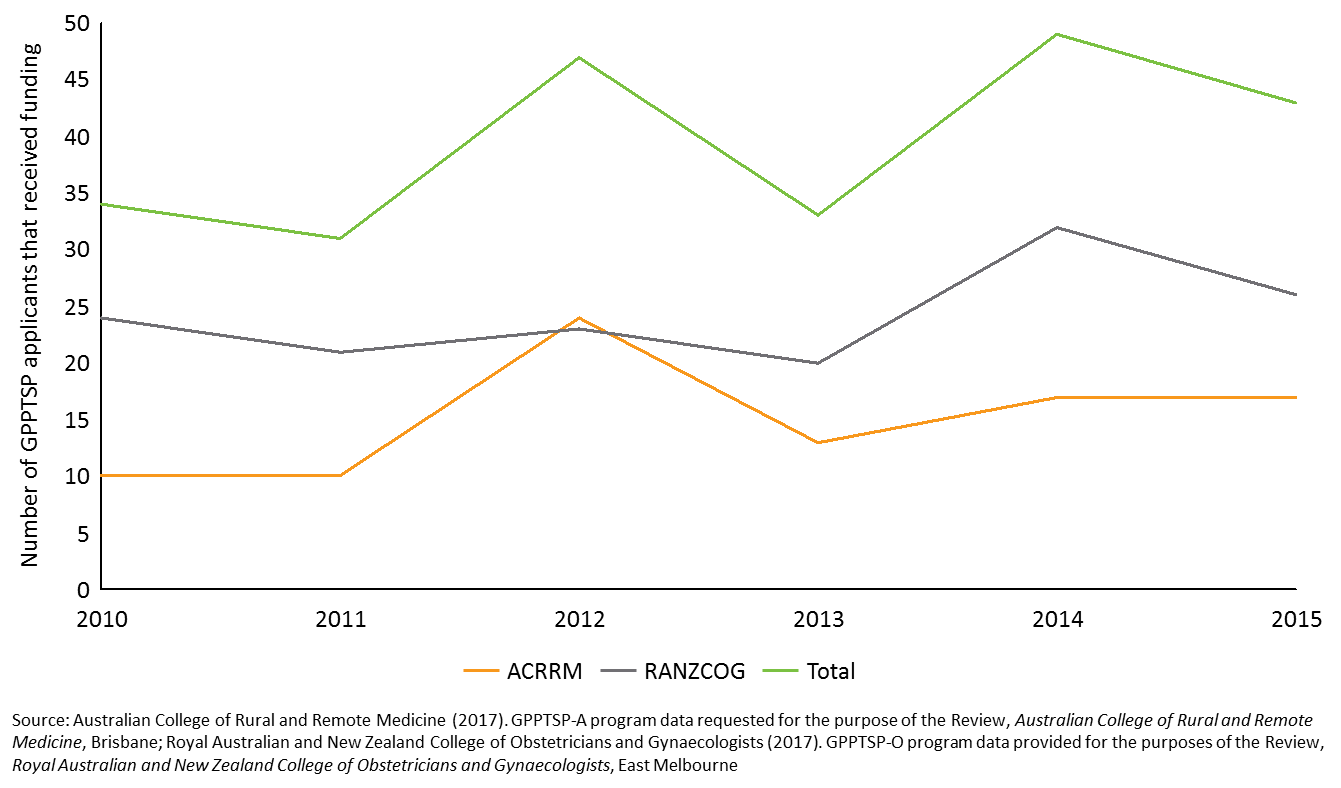 Number of GPPTSP applicants that received funding
50
45
40
35
30
25
20
15
10
5
0
2010 2011 2012 2013 2014 2015
ACRRM RANZCOG Total
Source: Australian College of Rural and Remote Medicine (2017). GPPTSP-A program data requested for the purpose of the Review, Australian College of Rural and Remote
Medicine, Brisbane; Royal Australian and New Zealand College of Obstetricians and Gynaecologists (2017). GPPTSP-O program data provided for the purposes of the Review,
Royal Australian and New Zealand College of Obstetricians and Gynaecologists, East Melbourne